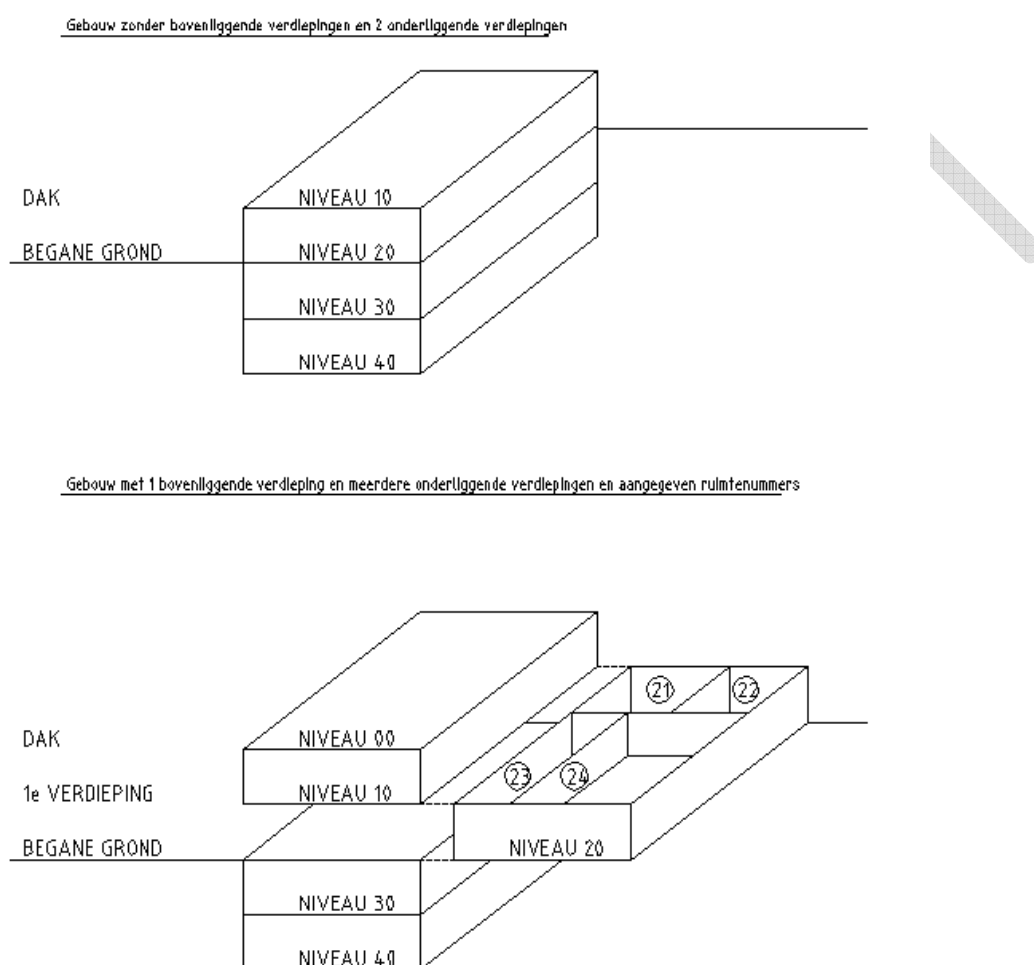 Gebouw zonder bovenliggende verdiepingen en 2 onderliggende verdiepingen
DAK
NIVEAU 10
BEGANE GROND
NIVEAU 20
NIVEAU 30
NIVEAU 40
Gebouw met 1 bovenliggende verdieping en meerdere onderliggende verdiepingen en aangegeven ruimtenummers
21
22
DAK
NIVEAU 00
23
24
1e VERDIEPING
NIVEAU 10
BEGANE GROND
NIVEAU 20
NIVEAU 30
NIVEAU 40